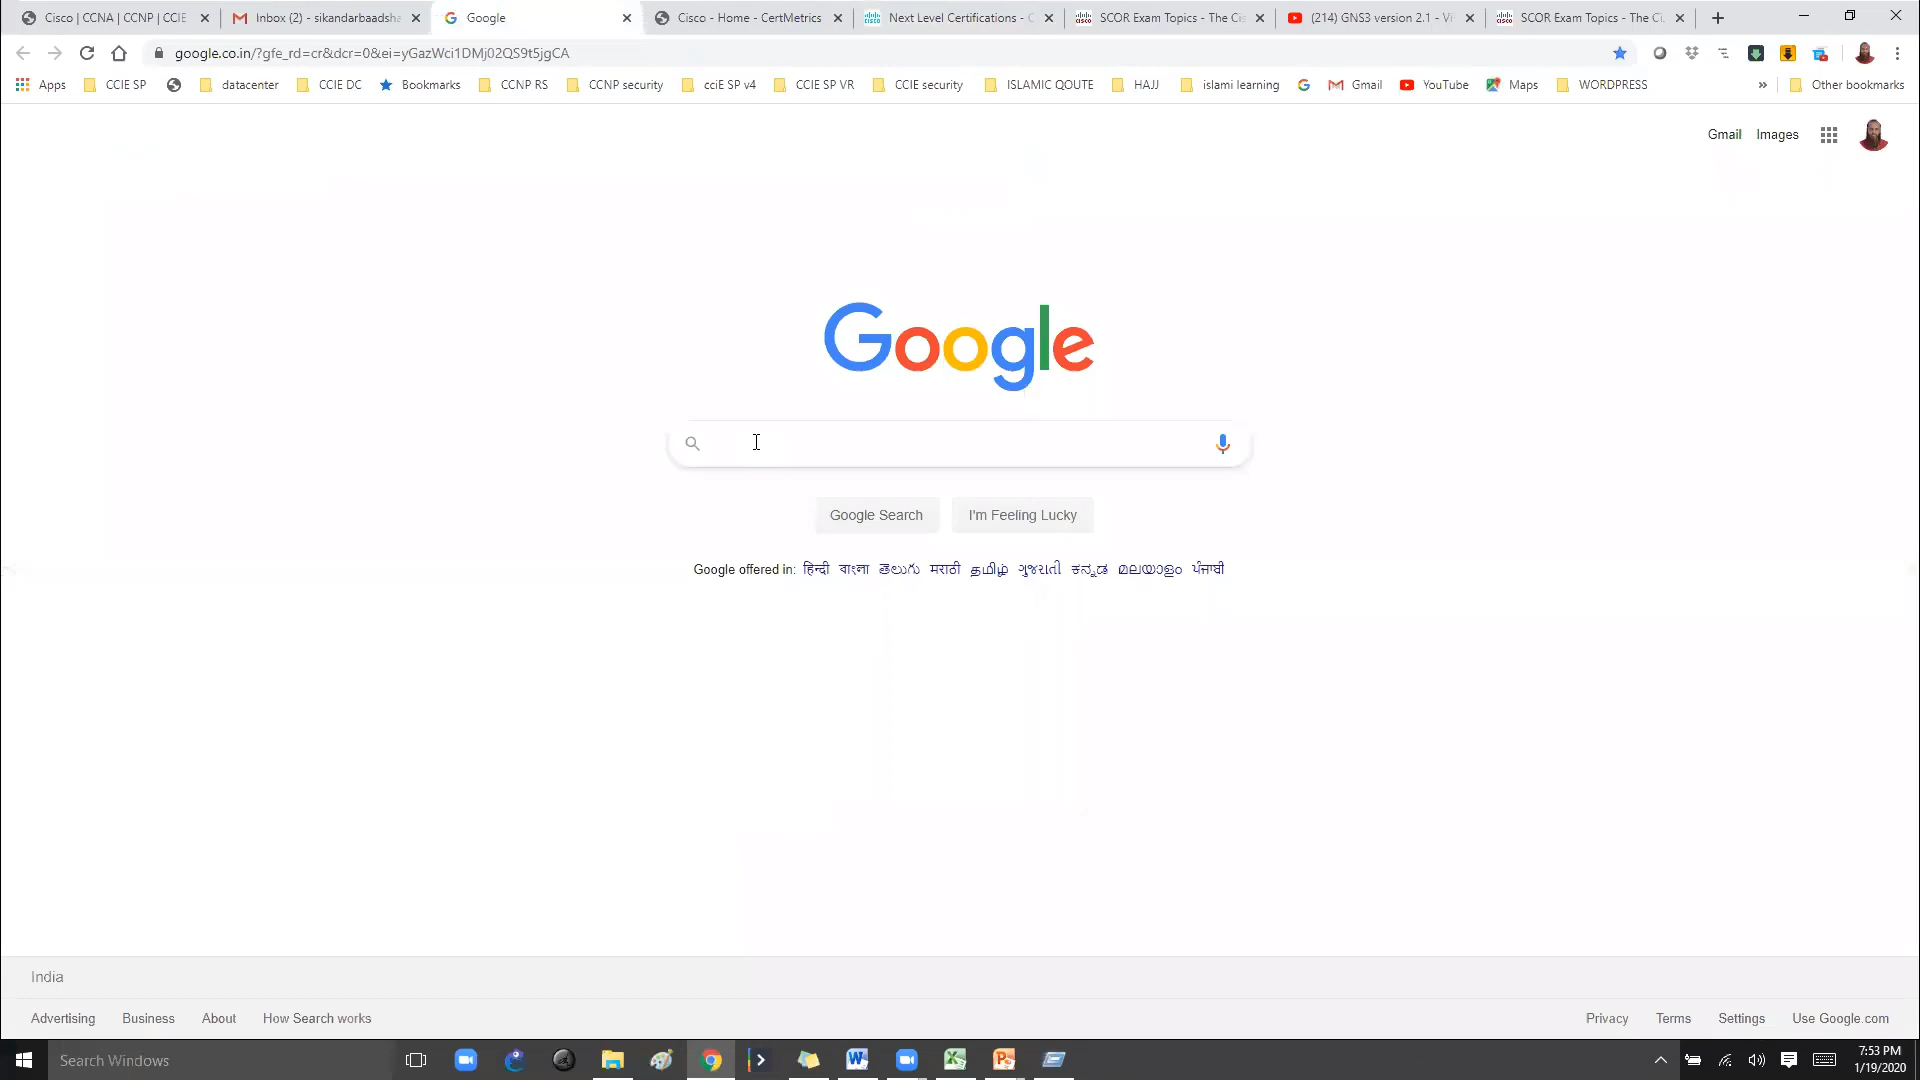 Cisco | CCNA | CCNP | CCIE
Inbox (2) - sikandarbaadsha
Google
Cisco - Home - CertMetrics
Next Level Certifications - C
SCOR Exam Topics - The Cis
(214) GNS3 version 2.1 - Vi
SCOR Exam Topics - The Ci
google.co.in/?gfe_rd=cr&dcr=0&ei=yGazWci1DMj02QS9t5jgCA
Apps CCIE SP datacenter CCIE DC Bookmarks CCNP RS CCNP security cciE SP v4 CCIE SP VR CCIE security ISLAMIC QOUTE HAJJ islami learning Gmail YouTube Maps WORDPRESS » Other bookmarks
Gmail Images
Google
Google Search I'm Feeling Lucky
Google offered in: हिन्दी বাংলা తెలుగు मराठी தமிழ் ગુજરાતી ಕನ್ನಡ മലയാളം ਪੰਜਾਬੀ
India
Advertising Business About How Search works Privacy Terms Settings Use Google.com
Search Windows
7:53 PM
1/19/2020